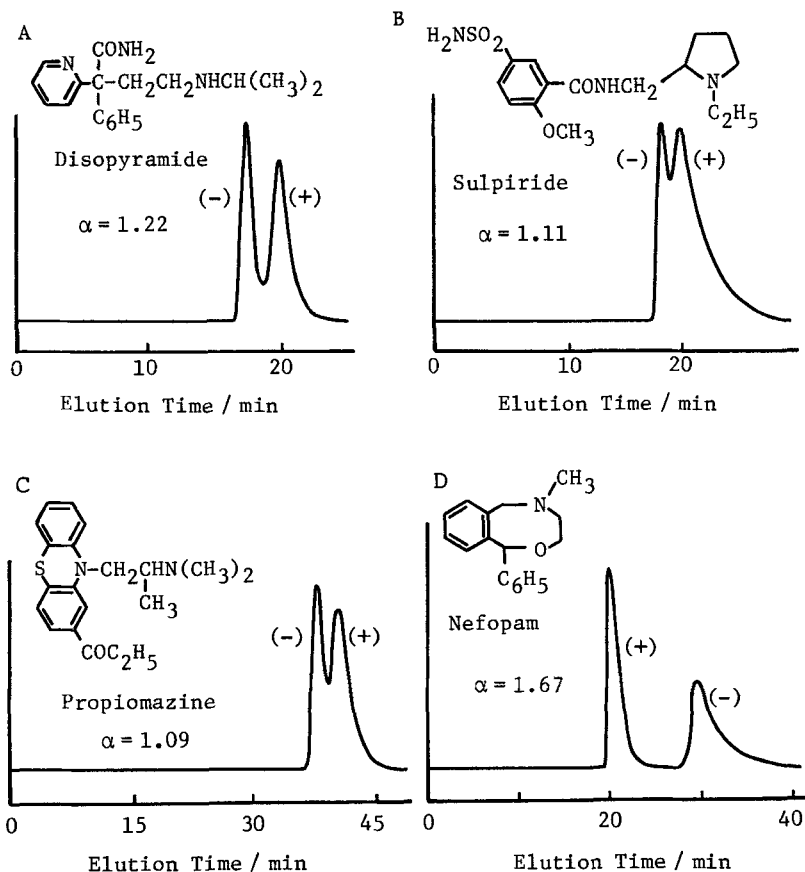 A
CONH2
N
C-CH2CH2NHCH(CH3)2
C6H5
Disopyramide
(-)
(+)
α = 1.22
0
10
20
Elution Time / min
B
H2NSO2
CONHCH2
N
OCH3
C2H5
(-)
(+)
Sulpiride
α = 1.11
0
10
20
Elution Time / min
C
S
N-CH2CHN(CH3)2
CH3
COC2H5
(-)
(+)
Propiomazine
α = 1.09
0
15
30
45
Elution Time / min
D
CH3
N
O
C6H5
Nefopam
(+)
α = 1.67
(-)
0
20
40
Elution Time / min